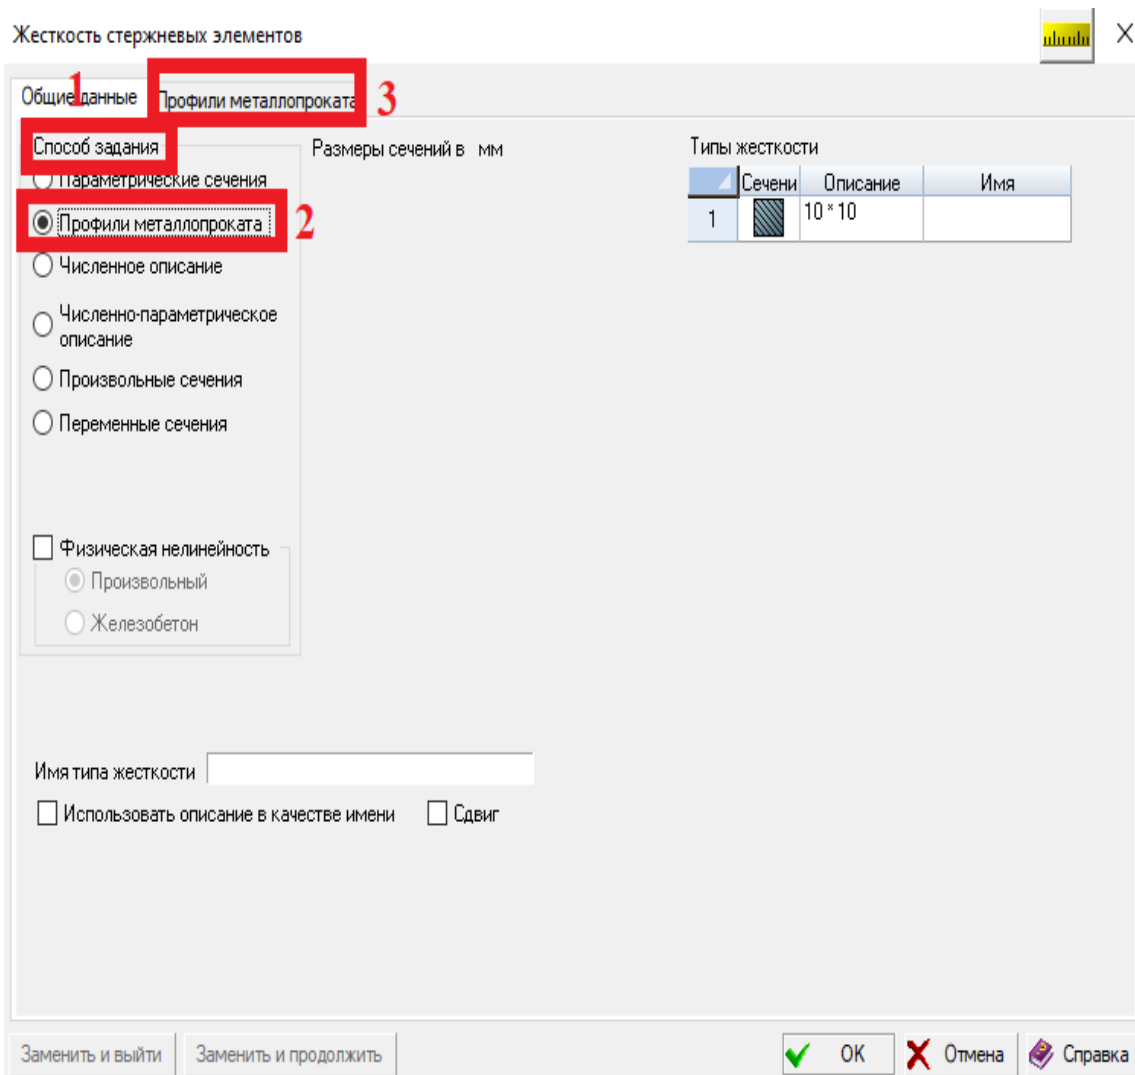 Жесткость стержневых элементов
Общие данные
1
Профили металлопроката
3
Способ задания
Параметрические сечения
Профили металлопроката
2
Численное описание
Численно-параметрическое
описание
Произвольные сечения
Переменные сечения
Физическая нелинейность
Произвольный
Железобетон
Размеры сечений в мм
Типы жесткости
Сечени Описание Имя
1 10 * 10
Имя типа жесткости
Использовать описание в качестве имени Сдвиг
Заменить и выйти Заменить и продолжить OK Отмена Справка